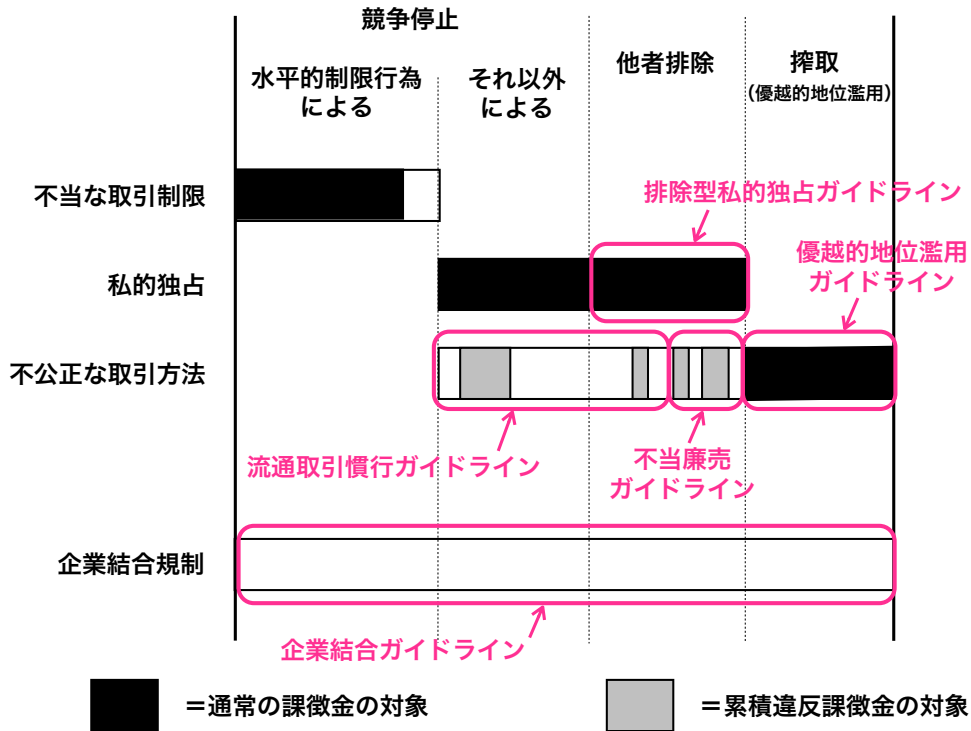 競争停止
水平的制限行為
による
それ以外
による
他者排除
搾取
（優越的地位濫用）
不当な取引制限
排除型私的独占ガイドライン
私的独占
優越的地位濫用
ガイドライン
不公正な取引方法
流通取引慣行ガイドライン
不当廉売
ガイドライン
企業結合規制
企業結合ガイドライン
＝通常の課徴金の対象
＝累積違反課徴金の対象